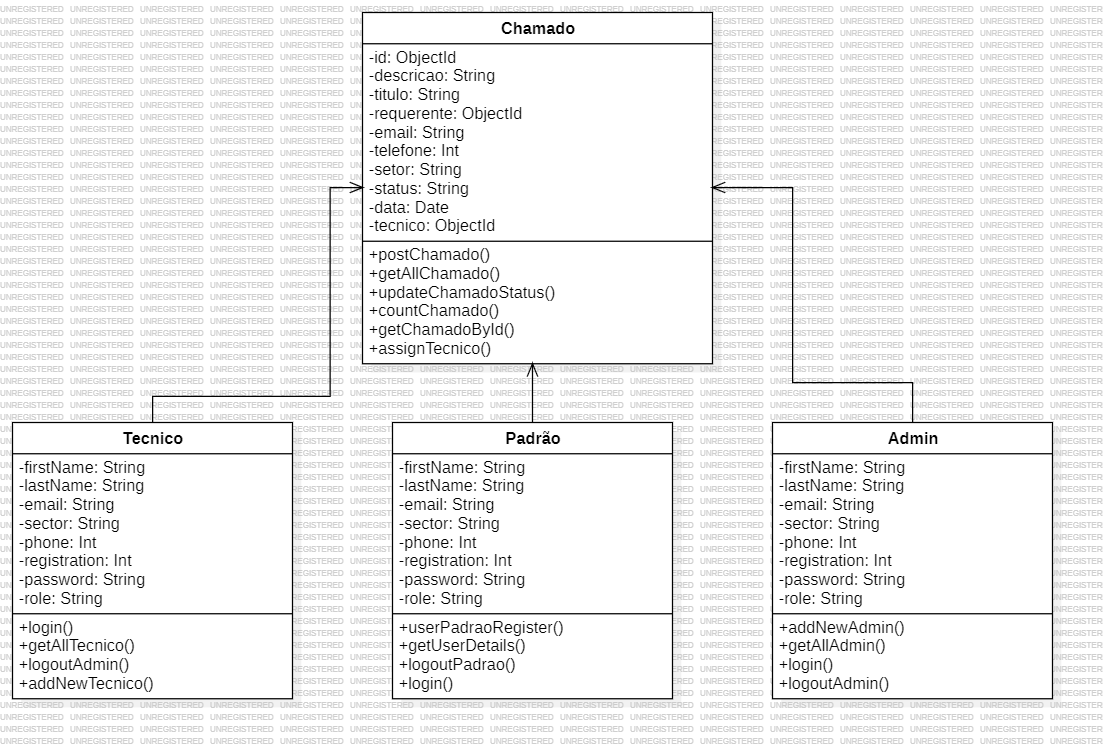 Chamado
-id: ObjectId
-descricao: String
-titulo: String
-requerente: ObjectId
-email: String
-telefone: Int
-setor: String
-status: String
-data: Date
-tecnico: ObjectId
+postChamado()
+getAllChamado()
+updateChamadoStatus()
+countChamado()
+getChamadoById()
+assignTecnico()
Tecnico
-firstName: String
-lastName: String
-email: String
-sector: String
-phone: Int
-registration: Int
-password: String
-role: String
+login()
+getAllTecnico()
+logoutAdmin()
+addNewTecnico()
Padrão
-firstName: String
-lastName: String
-email: String
-sector: String
-phone: Int
-registration: Int
-password: String
-role: String
+userPadraoRegister()
+getUserDetails()
+logoutPadrao()
+login()
Admin
-firstName: String
-lastName: String
-email: String
-sector: String
-phone: Int
-registration: Int
-password: String
-role: String
+addNewAdmin()
+getAllAdmin()
+login()
+logoutAdmin()
UNREGISTERED